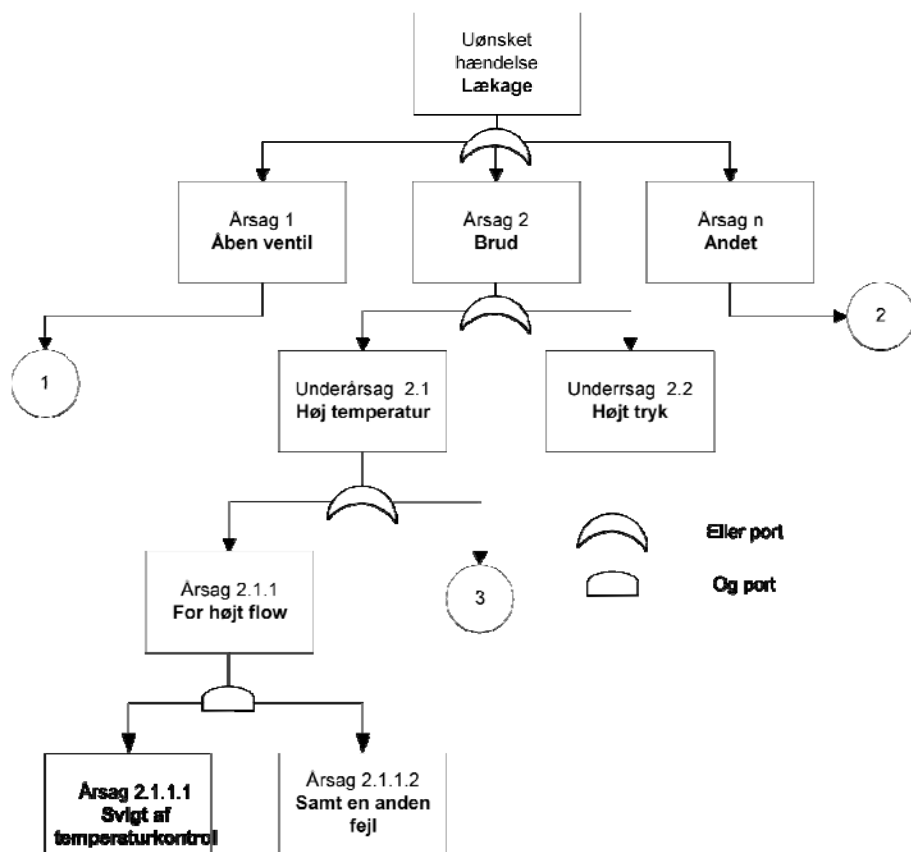 Uønsket
hændelse
Lækage
Årsag 1
Åben ventil
Årsag 2
Brud
Årsag n
Andet
1
2
Underårsag 2.1
Høj temperatur
Underrsag 2.2
Højt tryk
Eller port
Og port
Årsag 2.1.1
For højt flow
3
Årsag 2.1.1.1
Svigt af
temperaturkontrol
Årsag 2.1.1.2
Samt en anden
fejl